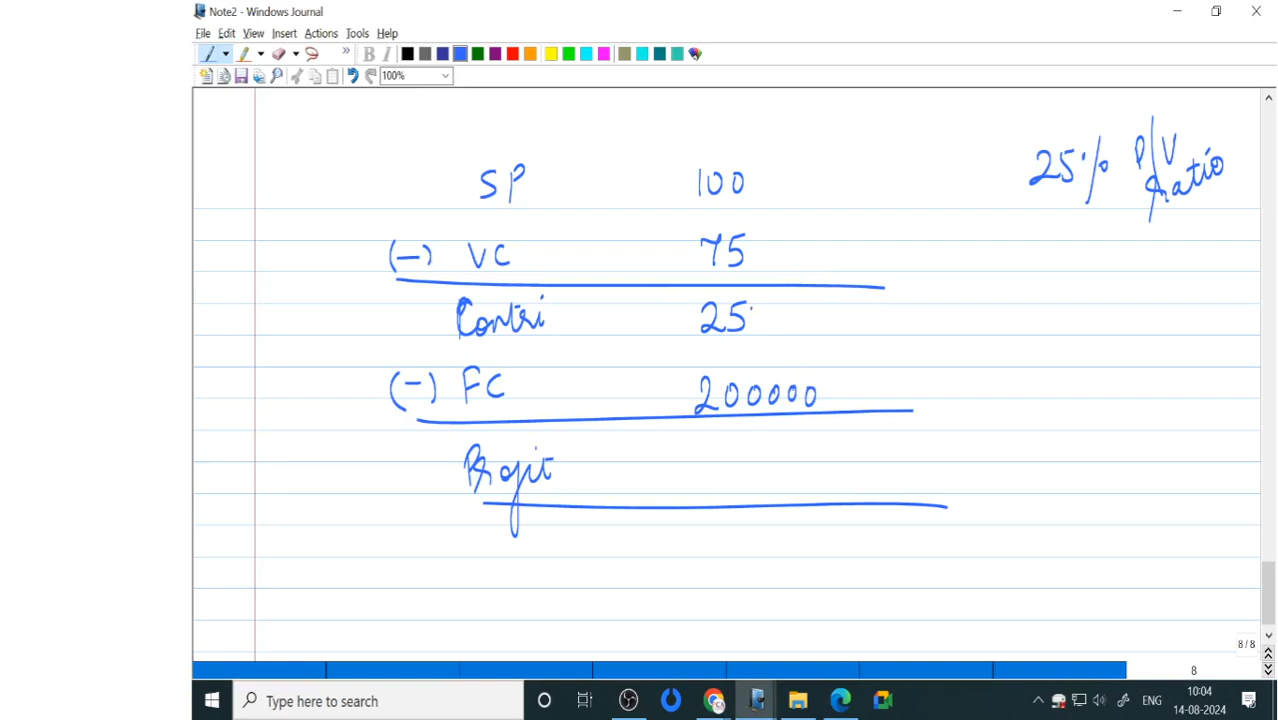 Note2 - Windows Journal
File Edit View Insert Actions Tools Help
B I
100%
25% P/V Ratio
SP 100
(-) VC 75
Contri 25
(-) FC 200000
Profit
8 / 8
8
Type here to search
ENG
10:04
14-08-2024